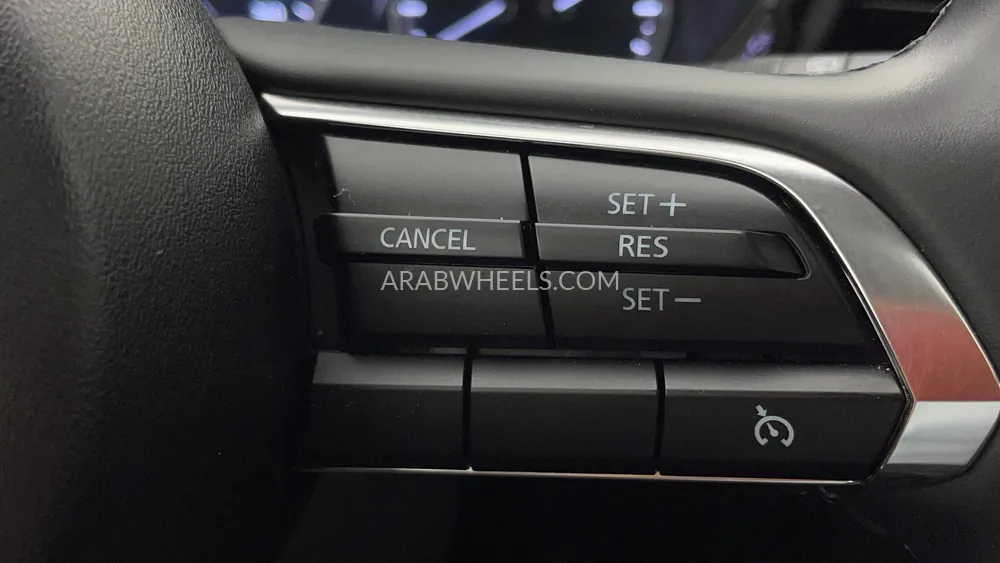 SET+
CANCEL
RES
ARABWHEELS.COM
SET-